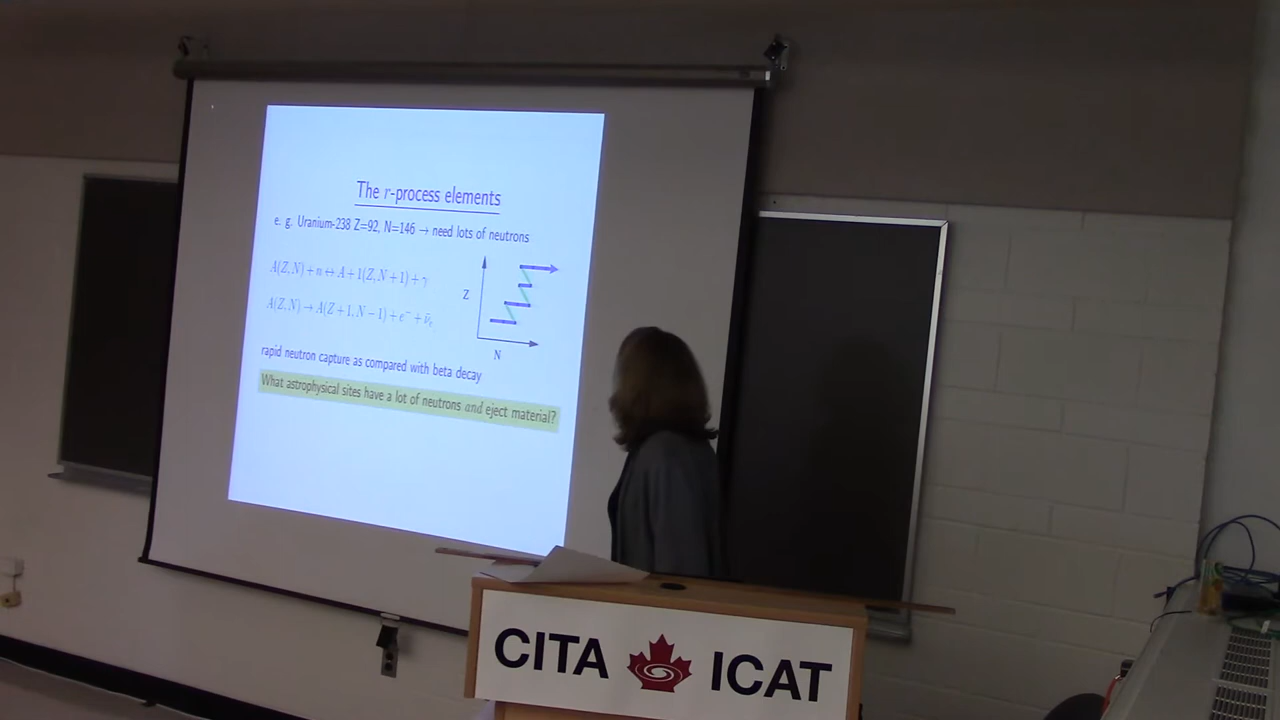 The r-process elements
e. g. Uranium-238 Z=92, N=146 → need lots of neutrons
A(Z,N) + n ↔ A+1(Z,N+1) + γ
A(Z,N) → A(Z+1,N−1) + e⁻ + ν̄ₑ
Z
N
rapid neutron capture as compared with beta decay
What astrophysical sites have a lot of neutrons and eject material?
CITA ICAT